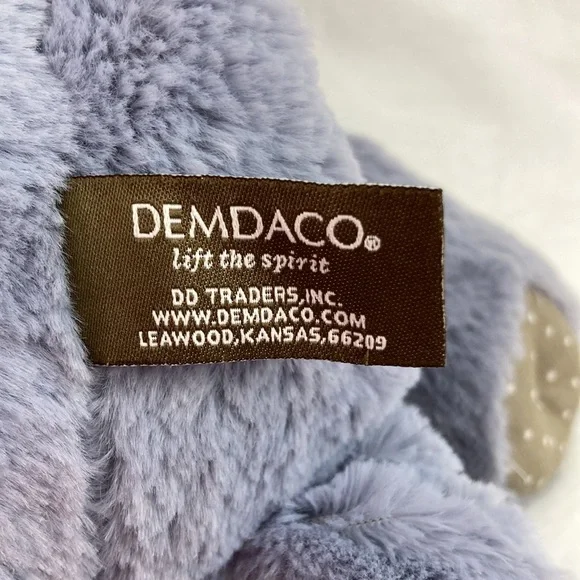 DEMDACO®
lift the spirit
DD TRADERS,INC.
WWW.DEMDACO.COM
LEAWOOD,KANSAS,66209